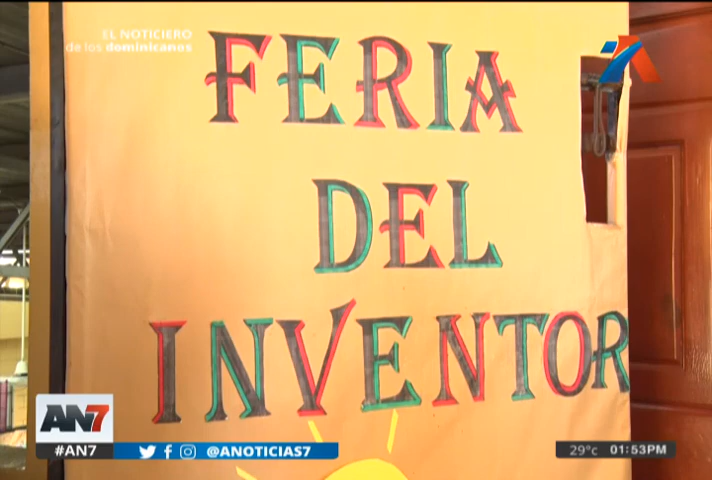 EL NOTICIERO
de los dominicanos
FERIA
DEL
INVENTOR
AN7
#AN7
@ANOTICIAS7
29°c 01:53PM